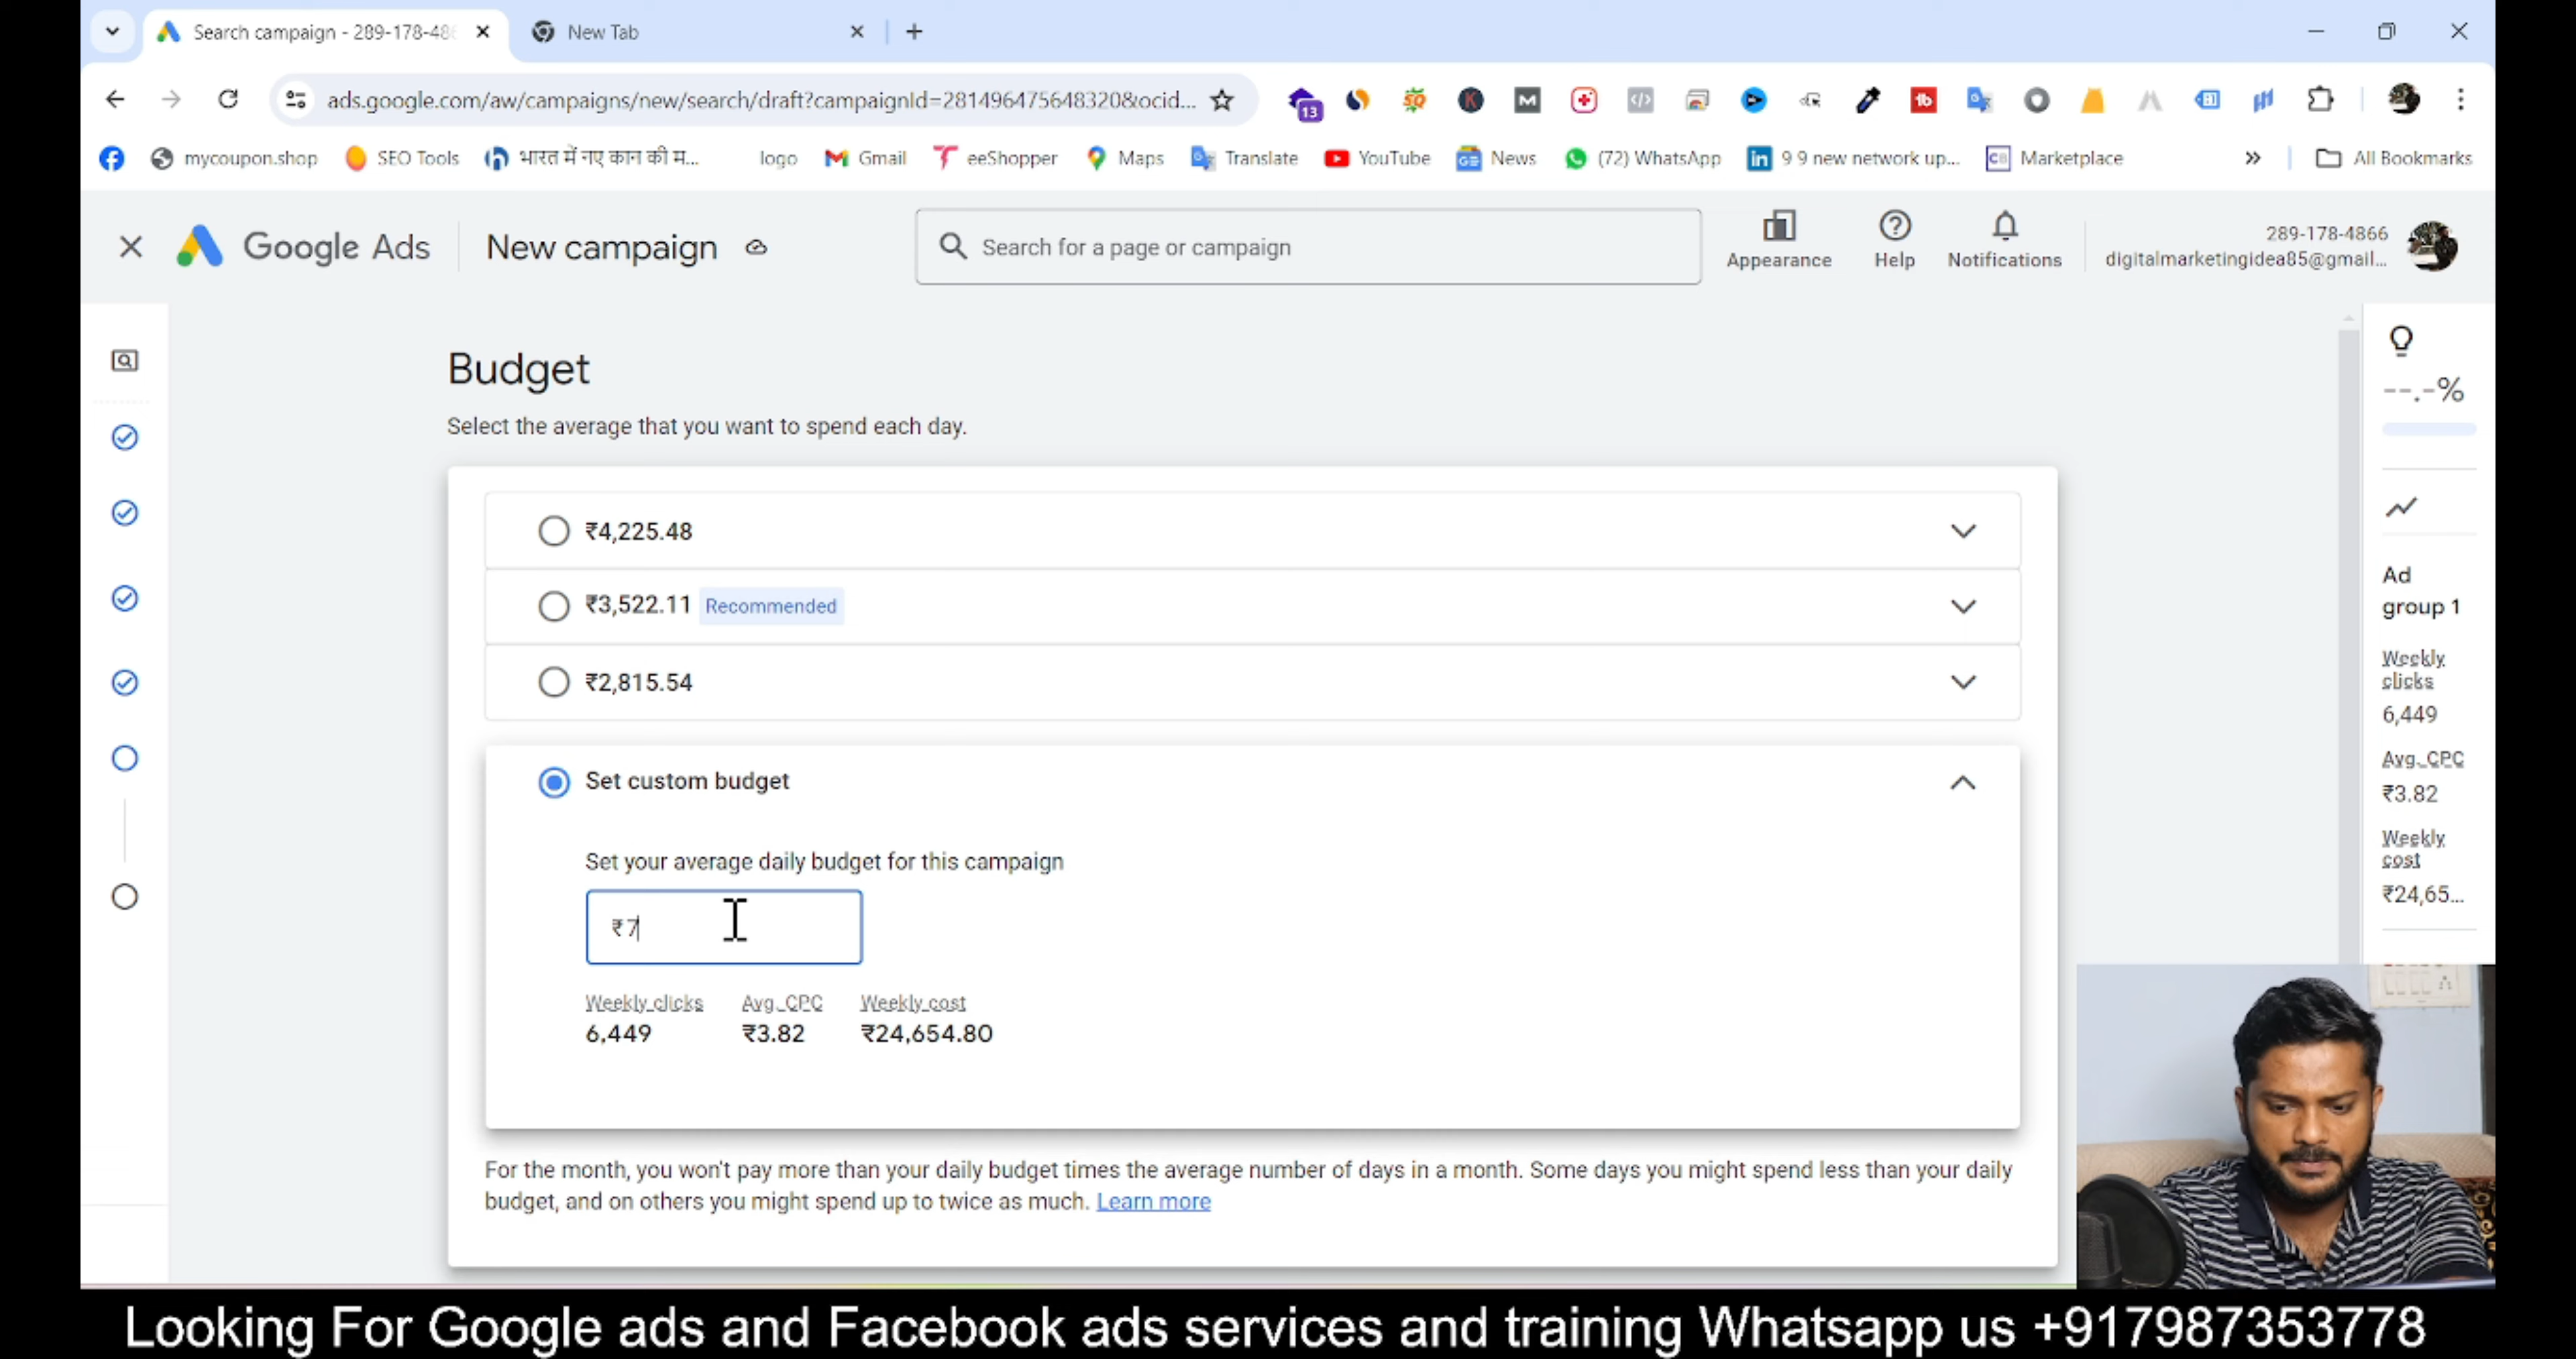 Search campaign - 289-178-486
New Tab
ads.google.com/aw/campaigns/new/search/draft?campaignId=281496475648320&ocid...
13
mycoupon.shop
SEO Tools
भारत में नए कान की म...
logo
Gmail
eeShopper
Maps
Translate
YouTube
News
(72) WhatsApp
9 9 new network up...
Marketplace
All Bookmarks
Google Ads
New campaign
Search for a page or campaign
Appearance
Help
Notifications
289-178-4866
digitalmarketingidea85@gmail...
Budget
Select the average that you want to spend each day.
₹4,225.48
₹3,522.11 Recommended
₹2,815.54
Set custom budget
Set your average daily budget for this campaign
₹ 7
Weekly clicks Avg. CPC Weekly cost
6,449 ₹3.82 ₹24,654.80
For the month, you won't pay more than your daily budget times the average number of days in a month. Some days you might spend less than your daily
budget, and on others you might spend up to twice as much. Learn more
--.-%
Ad
group 1
Weekly
clicks
6,449
Avg. CPC
₹3.82
Weekly
cost
₹24,65...
Looking For Google ads and Facebook ads services and training Whatsapp us +917987353778